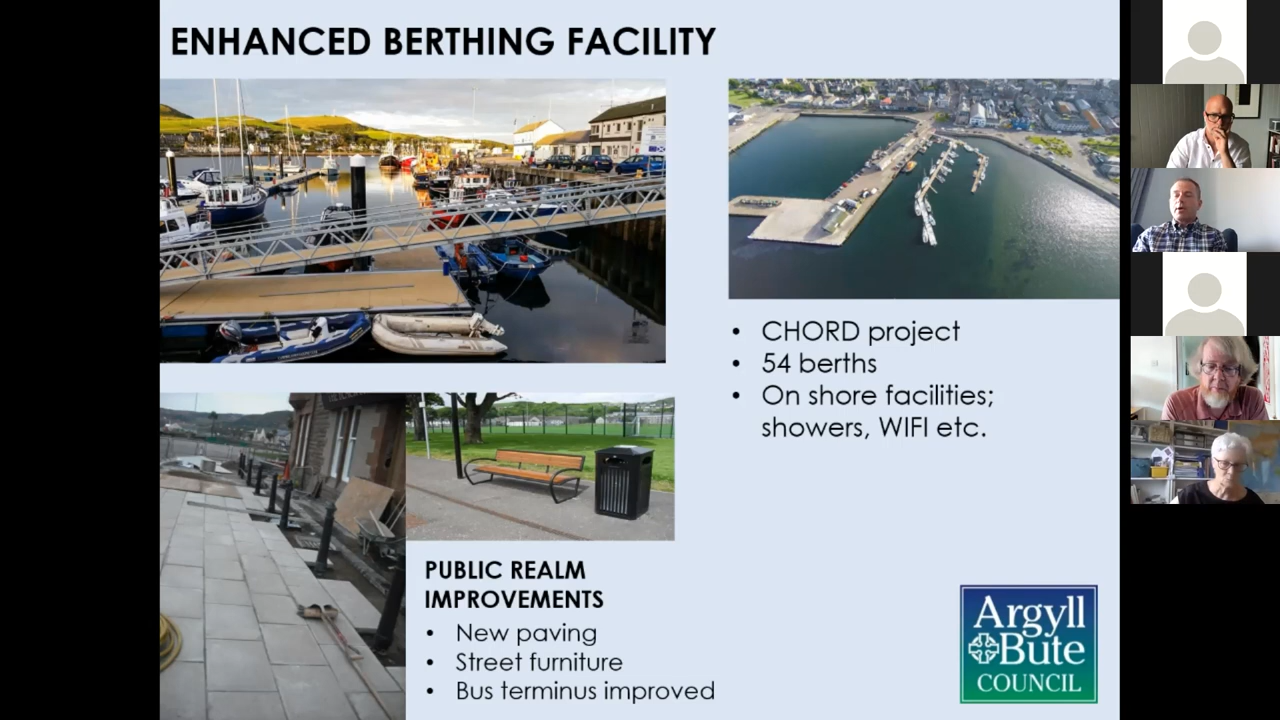 ENHANCED BERTHING FACILITY
• CHORD project
• 54 berths
• On shore facilities;
showers, WIFI etc.
PUBLIC REALM
IMPROVEMENTS
• New paving
• Street furniture
• Bus terminus improved
Argyll
&Bute
COUNCIL